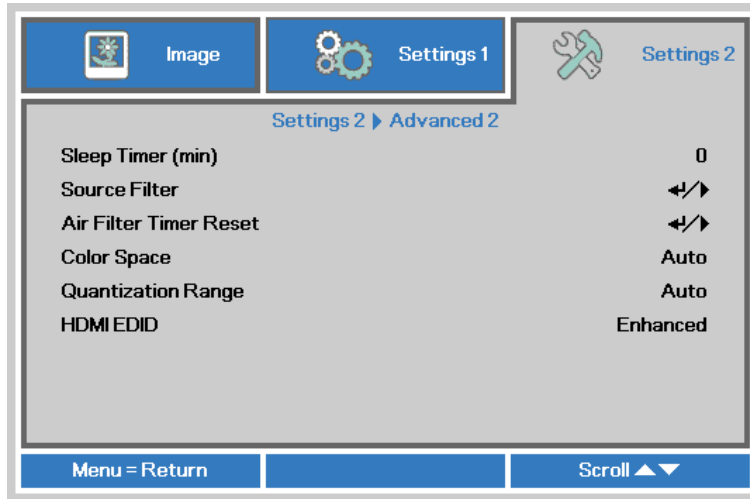 Image
Settings 1
Settings 2
Settings 2 ▶ Advanced 2
Sleep Timer (min) 0
Source Filter ↵/▶
Air Filter Timer Reset ↵/▶
Color Space Auto
Quantization Range Auto
HDMI EDID Enhanced
Menu = Return
Scroll ▲▼